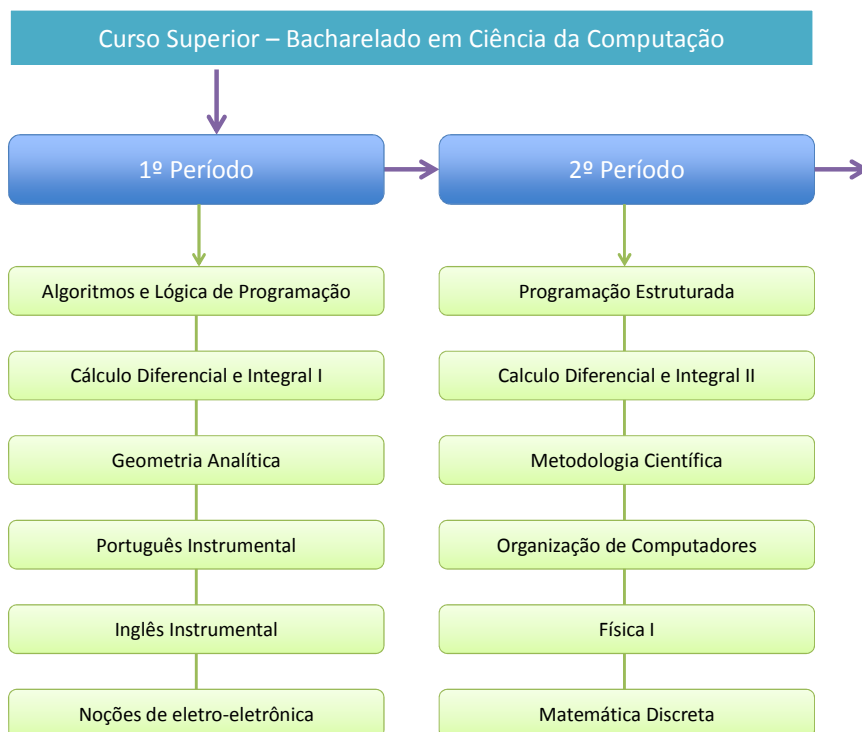 Curso Superior – Bacharelado em Ciência da Computação
1º Período
2º Período
Algoritmos e Lógica de Programação
Programação Estruturada
Cálculo Diferencial e Integral I
Calculo Diferencial e Integral II
Geometria Analítica
Metodologia Científica
Português Instrumental
Organização de Computadores
Inglês Instrumental
Física I
Noções de eletro-eletrônica
Matemática Discreta